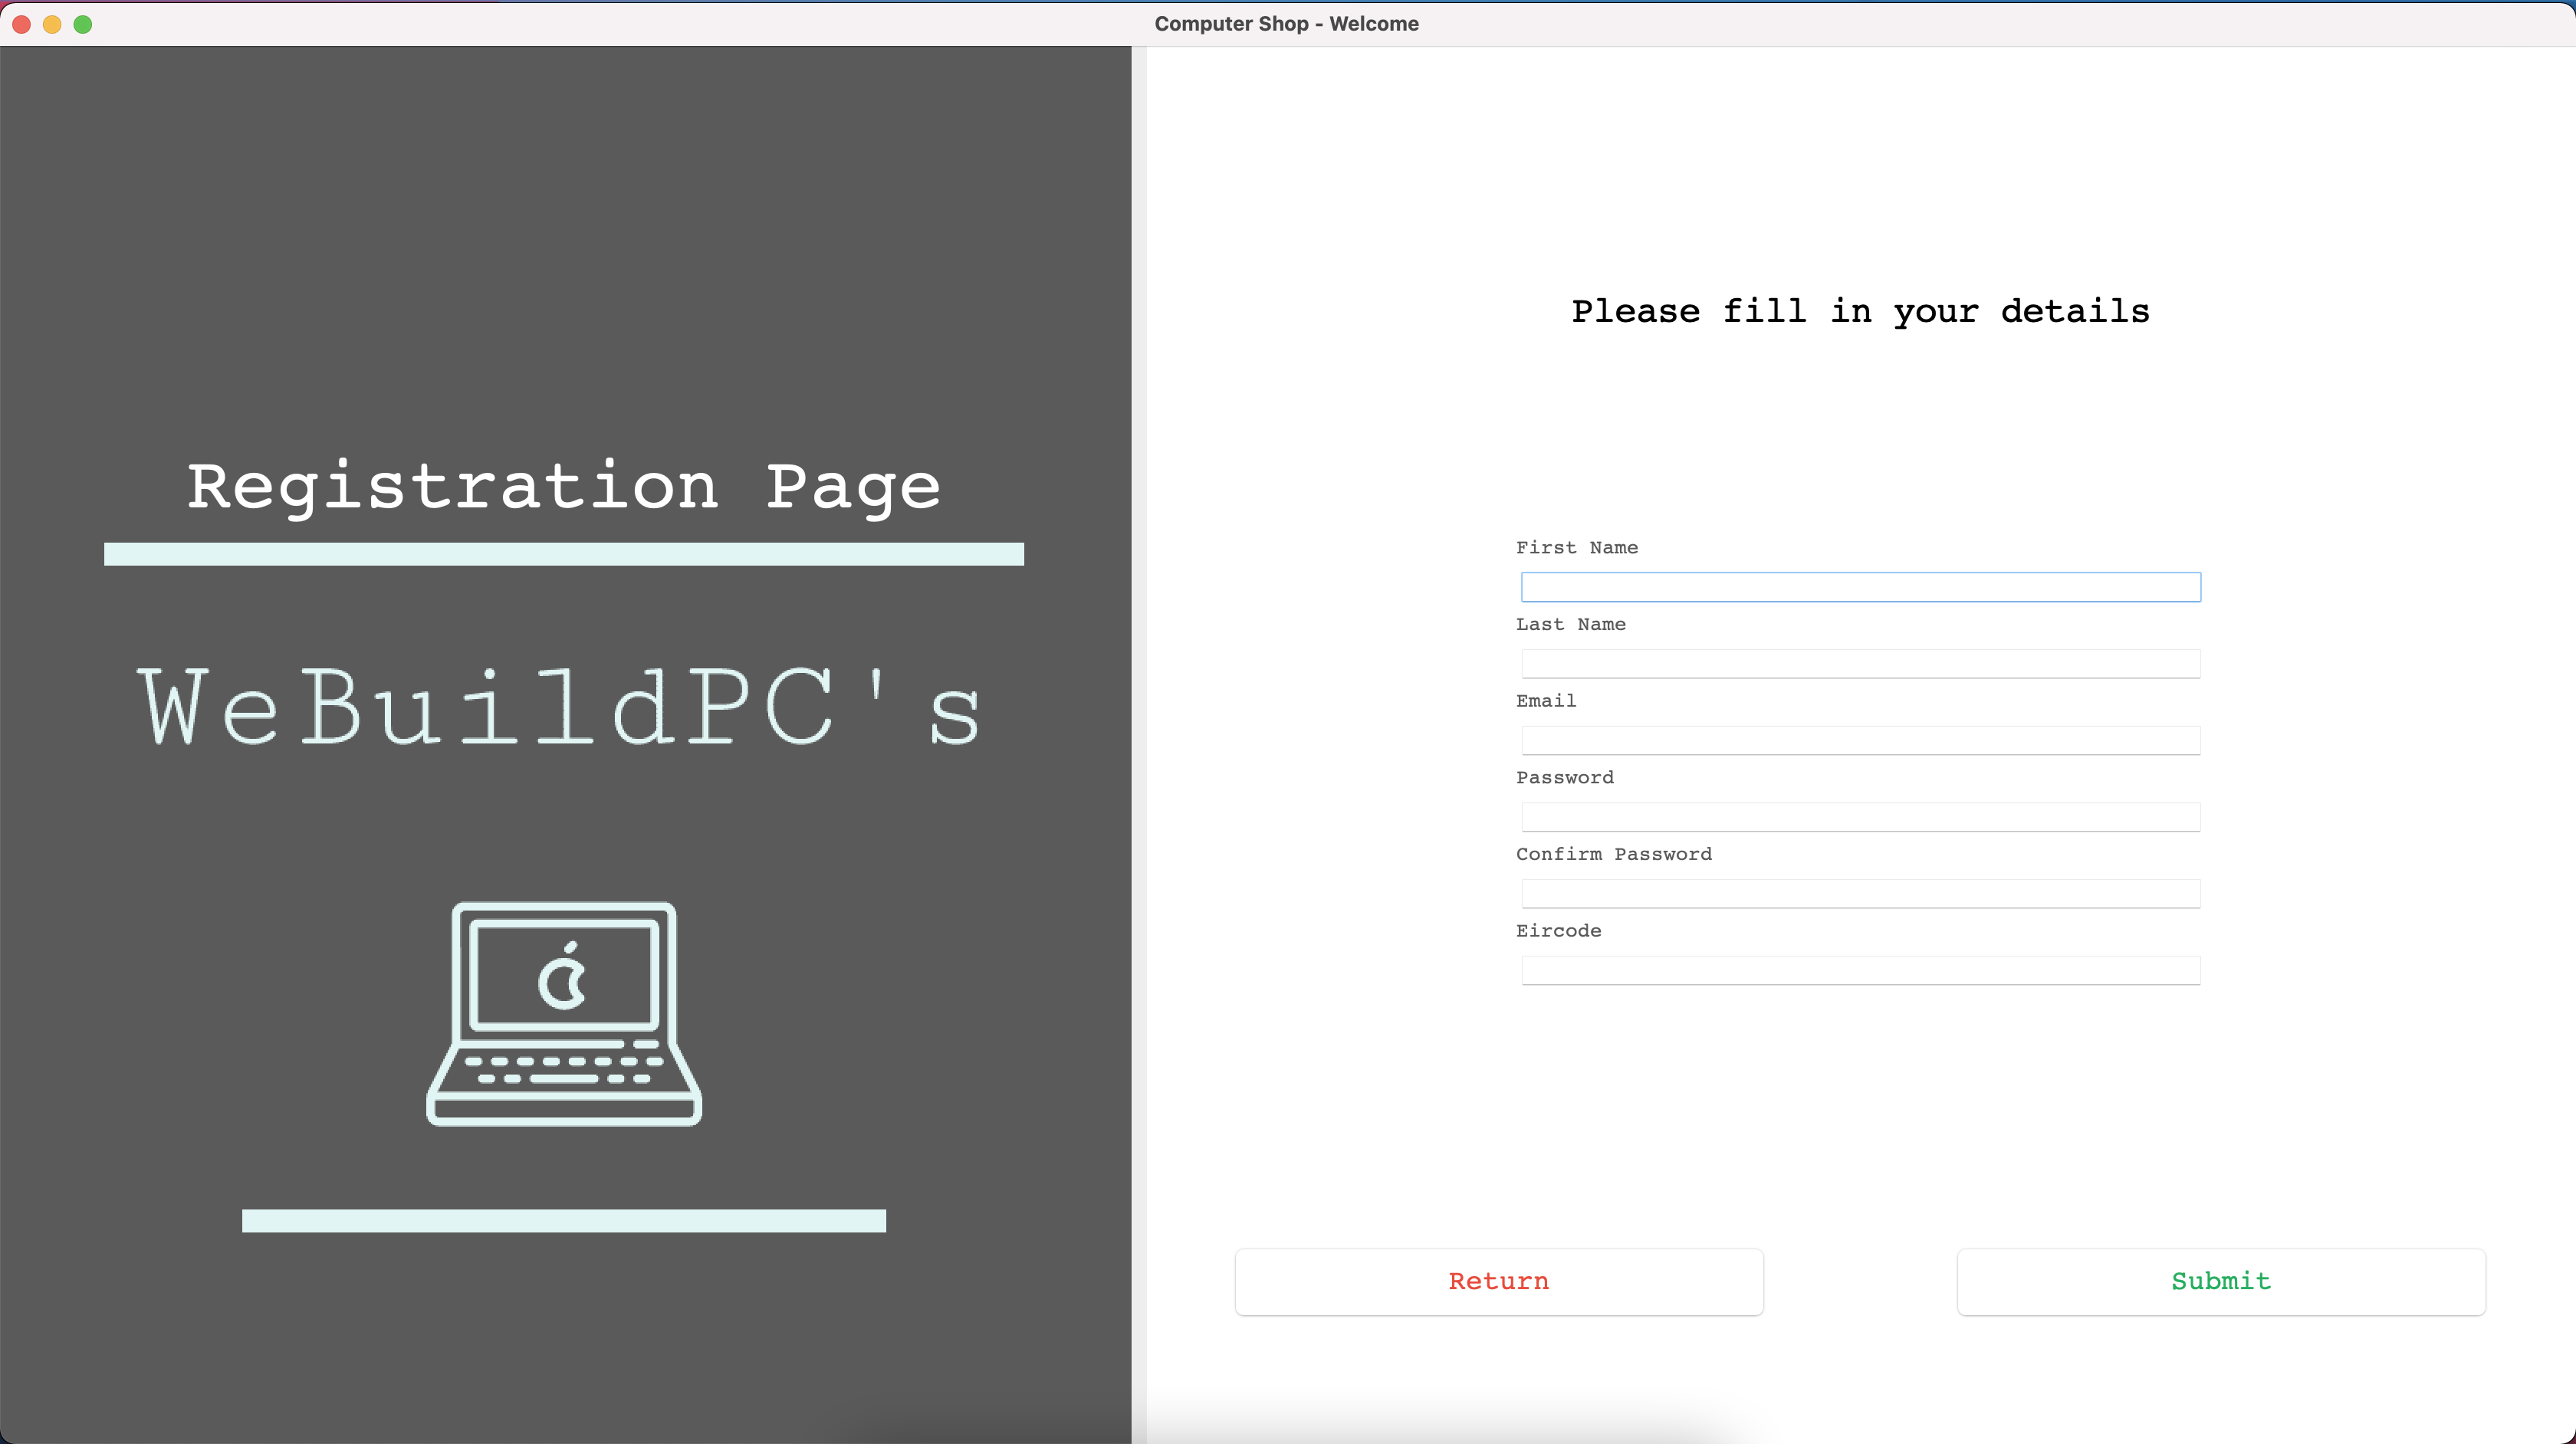 Computer Shop - Welcome
Registration Page
WeBuildPC's
Please fill in your details
First Name
Last Name
Email
Password
Confirm Password
Eircode
Return
Submit